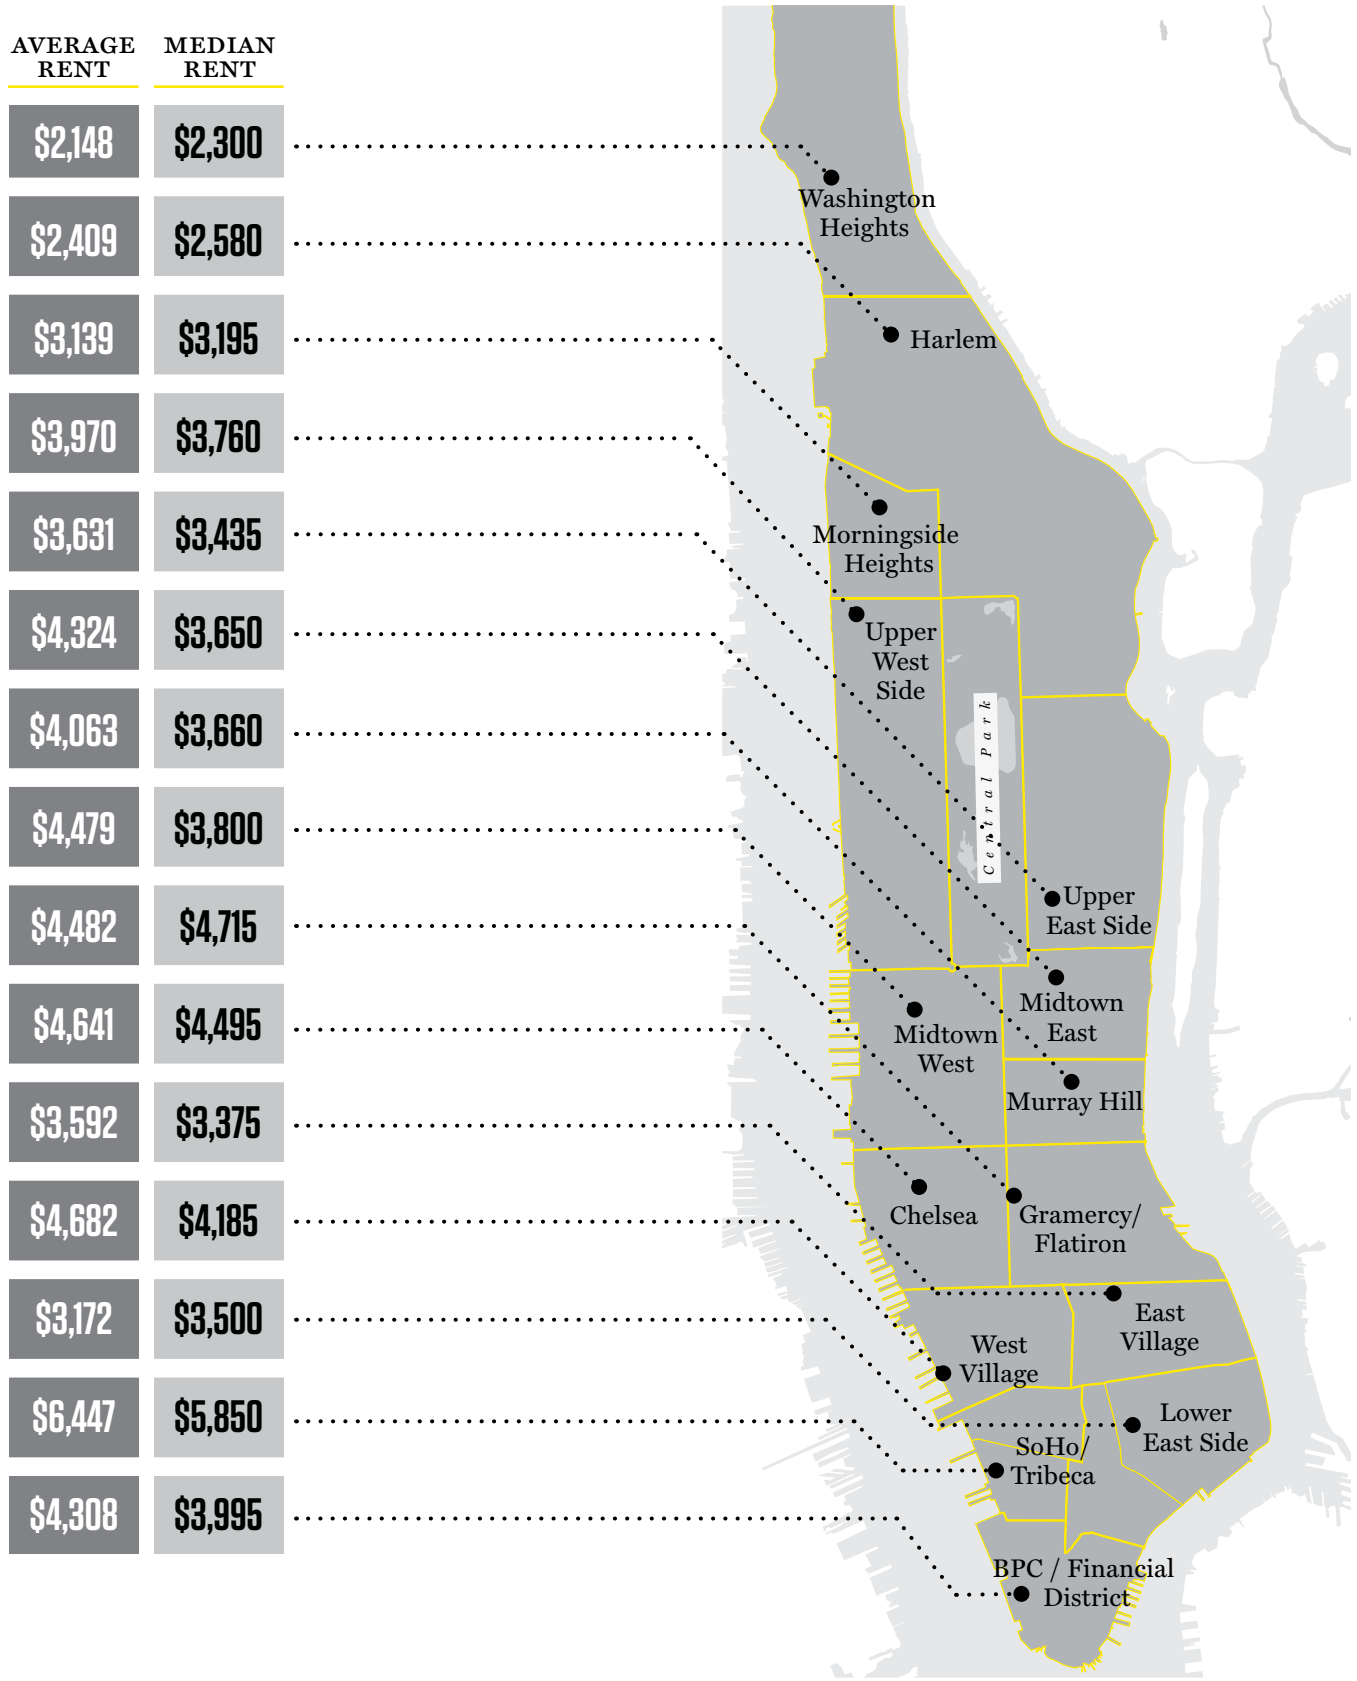 AVERAGE
RENT
MEDIAN
RENT
$2,148 $2,300
$2,409 $2,580
$3,139 $3,195
$3,970 $3,760
$3,631 $3,435
$4,324 $3,650
$4,063 $3,660
$4,479 $3,800
$4,482 $4,715
$4,641 $4,495
$3,592 $3,375
$4,682 $4,185
$3,172 $3,500
$6,447 $5,850
$4,308 $3,995
Washington
Heights
Harlem
Morningside
Heights
Upper
West
Side
Central Park
Upper
East Side
Midtown
East
Midtown
West
Murray Hill
Chelsea
Gramercy/
Flatiron
East
Village
West
Village
Lower
East Side
SoHo/
Tribeca
BPC / Financial
District